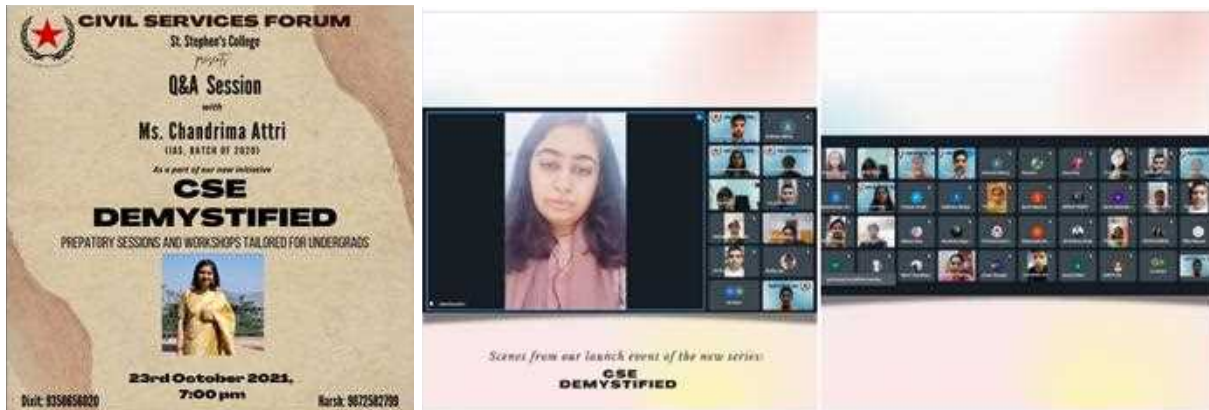 CIVIL SERVICES FORUM
St. Stephen's College
presents
Q&A Session
with
Ms. Chandrima Attri
(IAS, BATCH OF 2020)
As a part of our new initiative
CSE
DEMYSTIFIED
PREPATORY SESSIONS AND WORKSHOPS TAILORED FOR UNDERGRADS
23rd October 2021,
7:00 pm
Dixit: 9350656020
Harsh: 9872582799
Scenes from our launch event of the new series:
CSE
DEMYSTIFIED